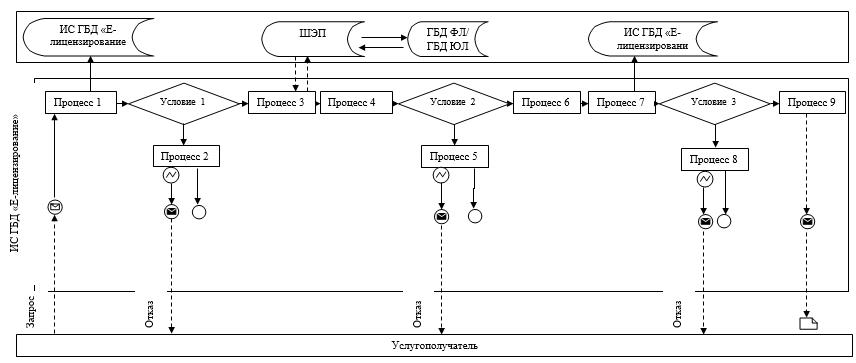 ИС ГБД «Е-
лицензирование
ШЭП
ГБД ФЛ/
ГБД ЮЛ
ИС ГБД «Е-
лицензировани
Процесс 1
Условие 1
Процесс 3
Процесс 4
Условие 2
Процесс 6
Процесс 7
Условие 3
Процесс 9
Процесс 2
Процесс 5
Процесс 8
ИС ГБД «Е-лицензирование»
Запрос
Отказ
Отказ
Отказ
Услугополучатель